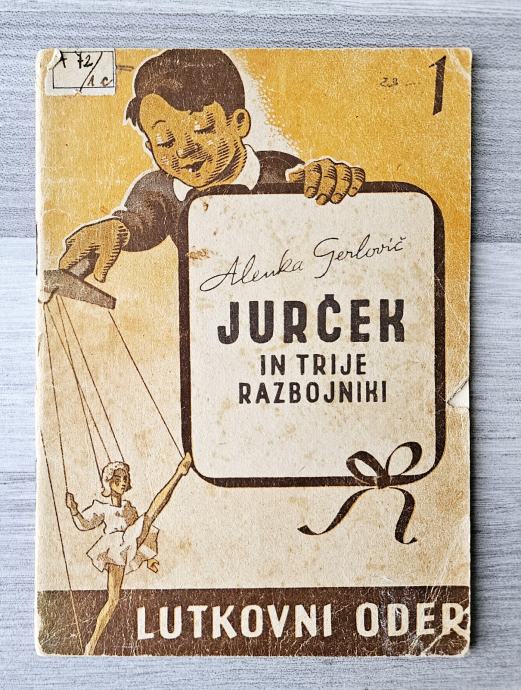 1
Alenka Gerlovič
JURČEK
IN TRIJE
RAZBOJNIKI
LUTKOVNI ODER